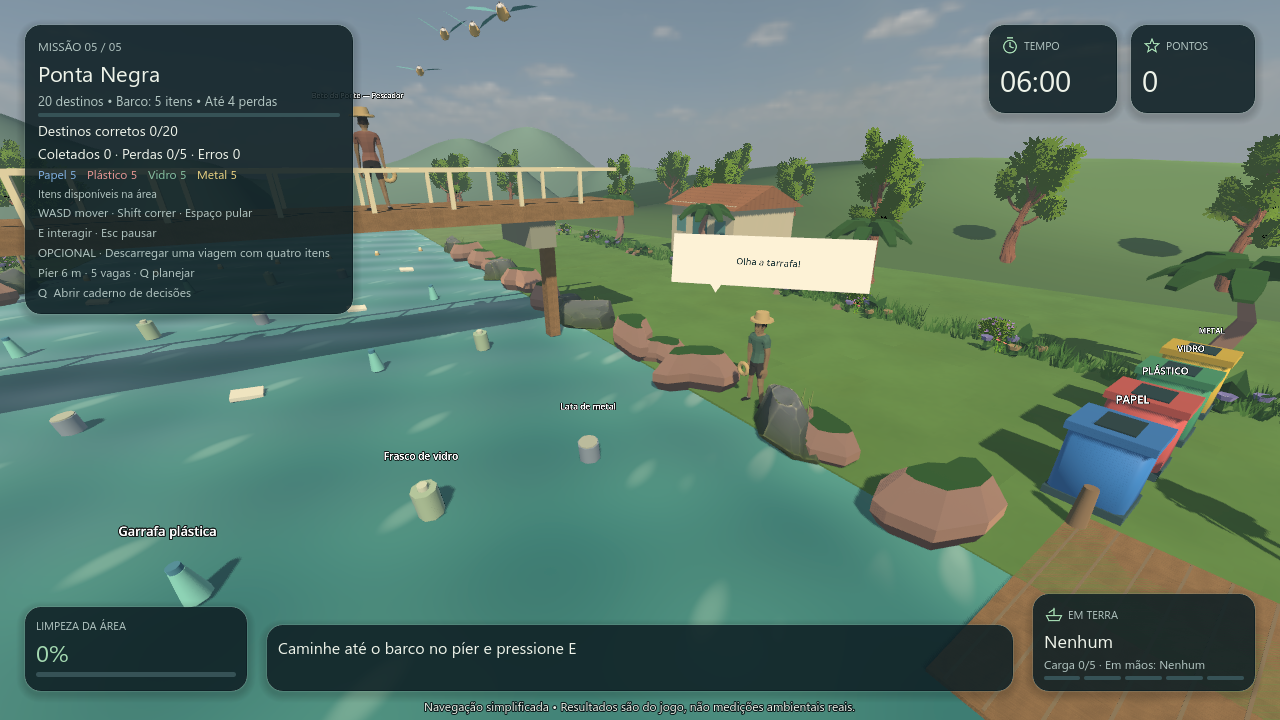 MISSÃO 05 / 05
Ponta Negra
20 destinos • Barco: 5 itens • Até 4 perdas
Destinos corretos 0/20
Coletados 0 · Perdas 0/5 · Erros 0
Papel 5 Plástico 5 Vidro 5 Metal 5
Itens disponíveis na área
WASD mover · Shift correr · Espaço pular
E interagir · Esc pausar
OPCIONAL · Descarregar uma viagem com quatro itens
Píer 6 m · 5 vagas · Q planejar
Q Abrir caderno de decisões
— Pescador
TEMPO
06:00
PONTOS
0
Olha a tarrafa!
METAL
VIDRO
PLÁSTICO
PAPEL
Lata de metal
Frasco de vidro
Garrafa plástica
LIMPEZA DA ÁREA
0%
Caminhe até o barco no píer e pressione E
EM TERRA
Nenhum
Carga 0/5 · Em mãos: Nenhum
Navegação simplificada • Resultados são do jogo, não medições ambientais reais.